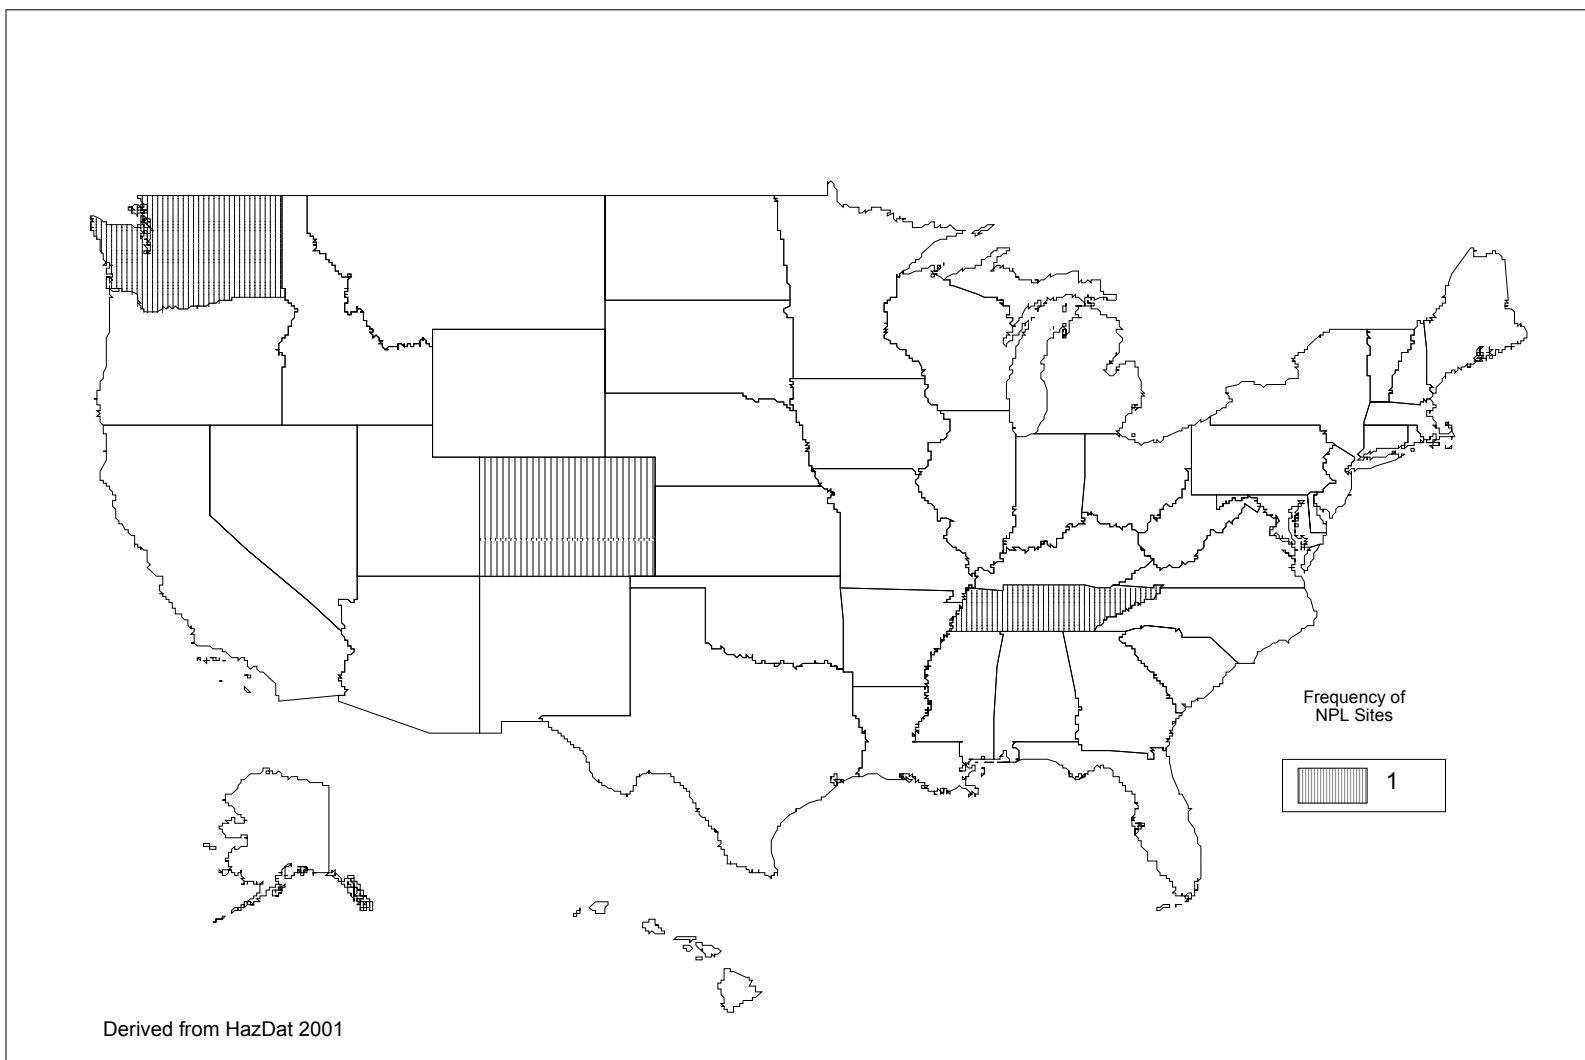 Frequency of
NPL Sites
1
Derived from HazDat 2001